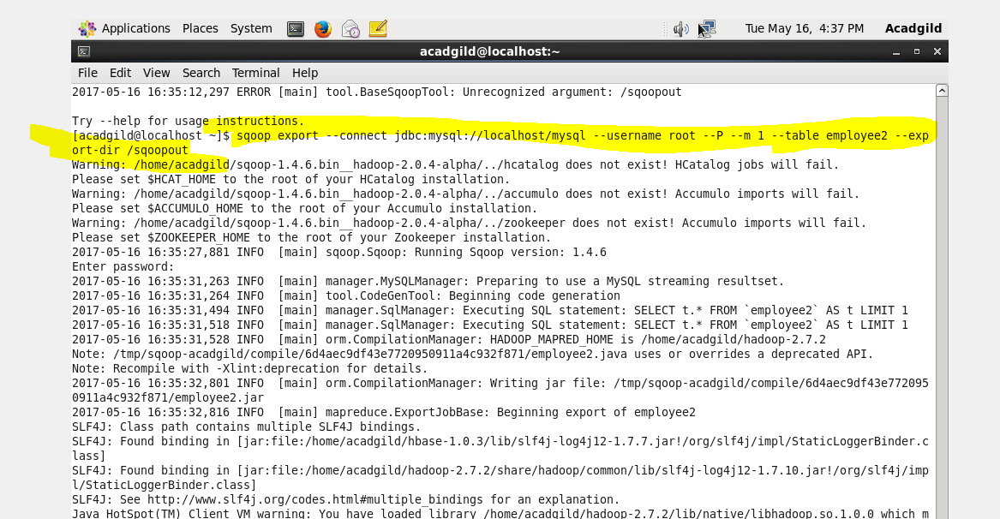 Applications Places System Tue May 16, 4:37 PM Acadgild
acadgild@localhost:~
File Edit View Search Terminal Help
2017-05-16 16:35:12,297 ERROR [main] tool.BaseSqoopTool: Unrecognized argument: /sqoopout
Try --help for usage instructions.
[acadgild@localhost ~]$ sqoop export --connect jdbc:mysql://localhost/mysql --username root --P --m 1 --table employee2 --exp
ort-dir /sqoopout
Warning: /home/acadgild/sqoop-1.4.6.bin__hadoop-2.0.4-alpha/../hcatalog does not exist! HCatalog jobs will fail.
Please set $HCAT_HOME to the root of your HCatalog installation.
Warning: /home/acadgild/sqoop-1.4.6.bin__hadoop-2.0.4-alpha/../accumulo does not exist! Accumulo imports will fail.
Please set $ACCUMULO_HOME to the root of your Accumulo installation.
Warning: /home/acadgild/sqoop-1.4.6.bin__hadoop-2.0.4-alpha/../zookeeper does not exist! Accumulo imports will fail.
Please set $ZOOKEEPER_HOME to the root of your Zookeeper installation.
2017-05-16 16:35:27,881 INFO  [main] sqoop.Sqoop: Running Sqoop version: 1.4.6
Enter password:
2017-05-16 16:35:31,263 INFO  [main] manager.MySQLManager: Preparing to use a MySQL streaming resultset.
2017-05-16 16:35:31,264 INFO  [main] tool.CodeGenTool: Beginning code generation
2017-05-16 16:35:31,494 INFO  [main] manager.SqlManager: Executing SQL statement: SELECT t.* FROM `employee2` AS t LIMIT 1
2017-05-16 16:35:31,518 INFO  [main] manager.SqlManager: Executing SQL statement: SELECT t.* FROM `employee2` AS t LIMIT 1
2017-05-16 16:35:31,528 INFO  [main] orm.CompilationManager: HADOOP_MAPRED_HOME is /home/acadgild/hadoop-2.7.2
Note: /tmp/sqoop-acadgild/compile/6d4aec9df43e7720950911a4c932f871/employee2.java uses or overrides a deprecated API.
Note: Recompile with -Xlint:deprecation for details.
2017-05-16 16:35:32,801 INFO  [main] orm.CompilationManager: Writing jar file: /tmp/sqoop-acadgild/compile/6d4aec9df43e772095
0911a4c932f871/employee2.jar
2017-05-16 16:35:32,816 INFO  [main] mapreduce.ExportJobBase: Beginning export of employee2
SLF4J: Class path contains multiple SLF4J bindings.
SLF4J: Found binding in [jar:file:/home/acadgild/hbase-1.0.3/lib/slf4j-log4j12-1.7.7.jar!/org/slf4j/impl/StaticLoggerBinder.c
lass]
SLF4J: Found binding in [jar:file:/home/acadgild/hadoop-2.7.2/share/hadoop/common/lib/slf4j-log4j12-1.7.10.jar!/org/slf4j/imp
l/StaticLoggerBinder.class]
SLF4J: See http://www.slf4j.org/codes.html#multiple_bindings for an explanation.
Java HotSpot(TM) Client VM warning: You have loaded library /home/acadgild/hadoop-2.7.2/lib/native/libhadoop.so.1.0.0 which m